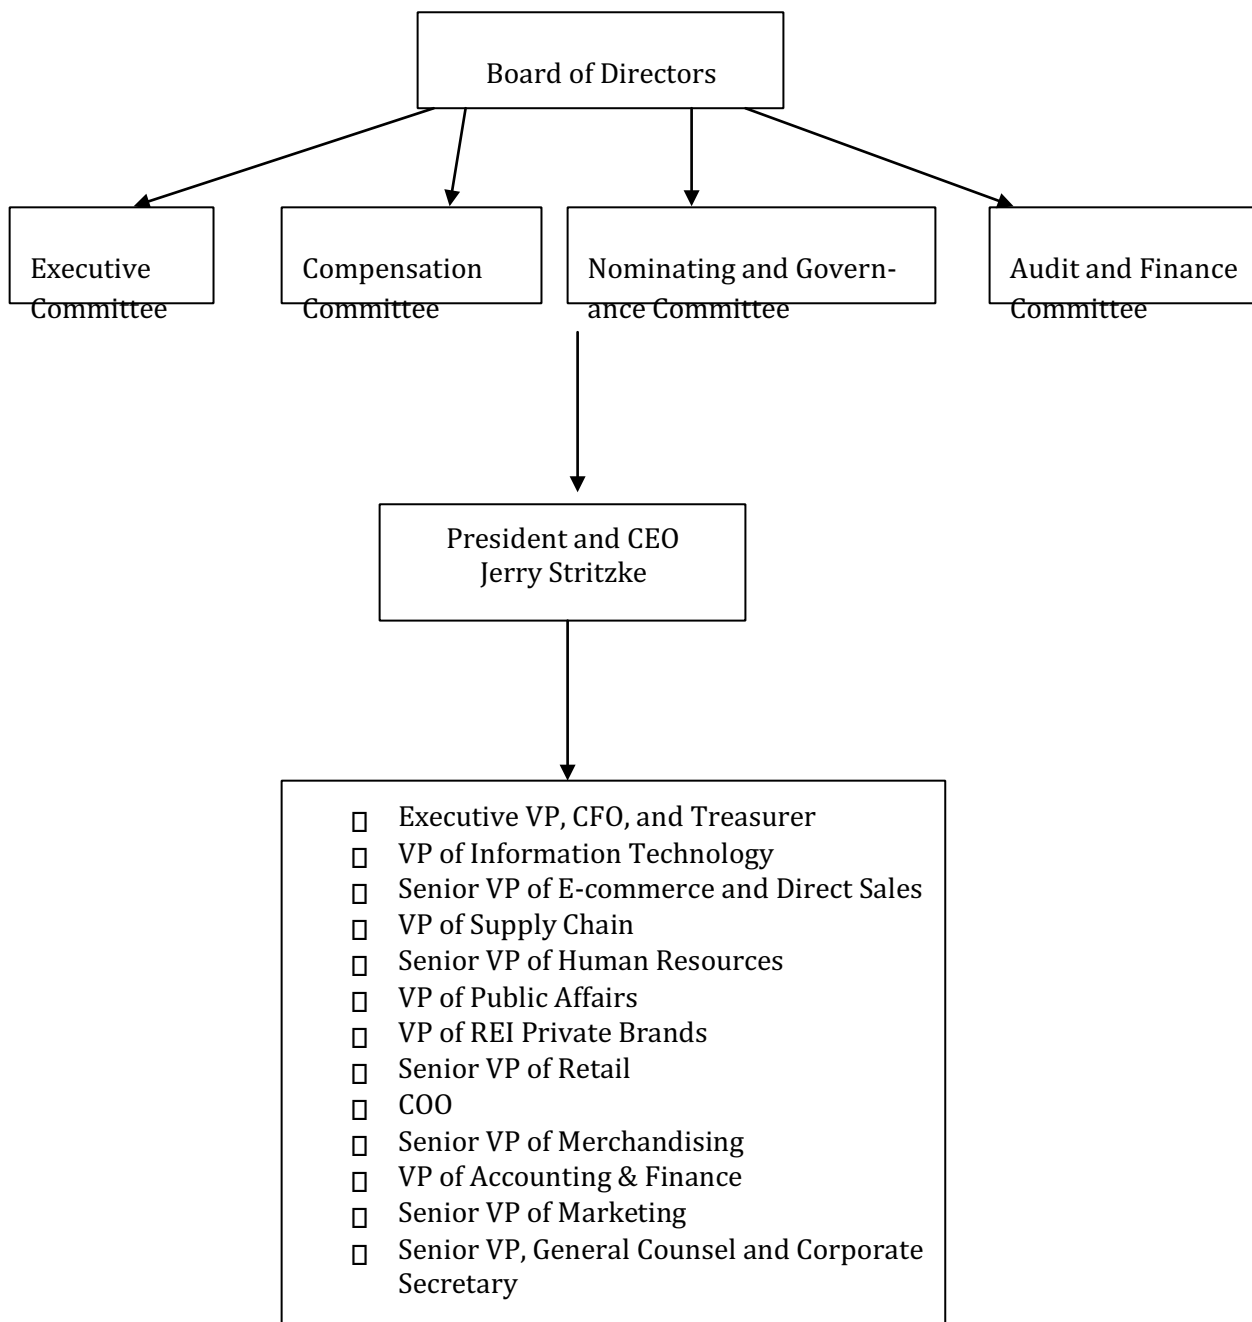 Board of Directors
Executive
Committee
Compensation
Committee
Nominating and Govern-
ance Committee
Audit and Finance
Committee
President and CEO
Jerry Stritzke
Executive VP, CFO, and Treasurer
VP of Information Technology
Senior VP of E-commerce and Direct Sales
VP of Supply Chain
Senior VP of Human Resources
VP of Public Affairs
VP of REI Private Brands
Senior VP of Retail
COO
Senior VP of Merchandising
VP of Accounting & Finance
Senior VP of Marketing
Senior VP, General Counsel and Corporate
Secretary